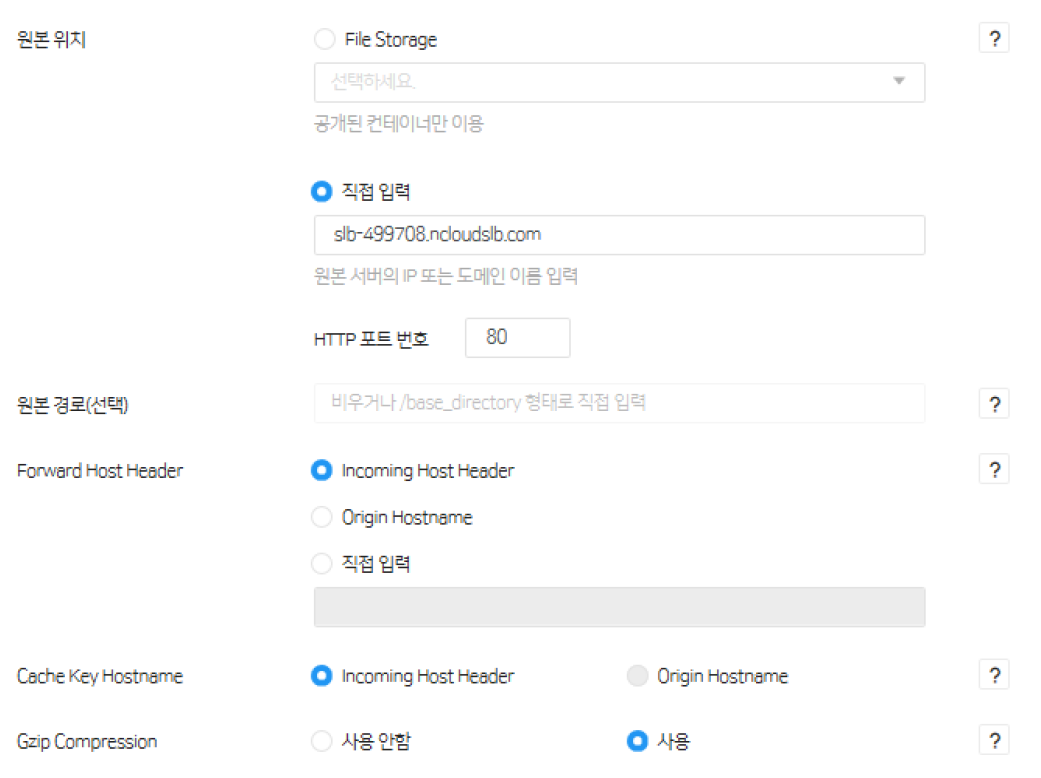 원본 위치
File Storage
?
선택하세요.
공개된 컨테이너만 이용
직접 입력
slb-499708.ncloudslb.com
원본 서버의 IP 또는 도메인 이름 입력
HTTP 포트 번호
80
원본 경로(선택)
비우거나 /base_directory 형태로 직접 입력
?
Forward Host Header
Incoming Host Header
?
Origin Hostname
직접 입력
Cache Key Hostname
Incoming Host Header
Origin Hostname
?
Gzip Compression
사용 안함
사용
?